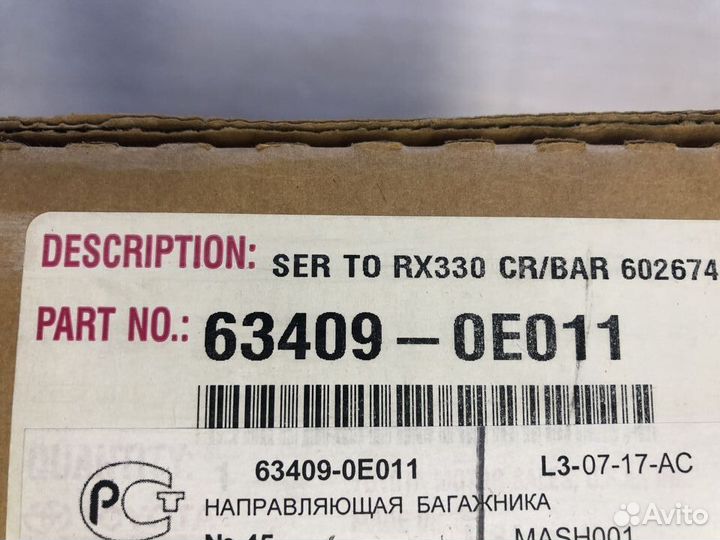 DESCRIPTION: SER TO RX330 CR/BAR 602674
PART NO.: 63409-0E011
63409-0E011
L3-07-17-AC
РСТ
НАПРАВЛЯЮЩАЯ БАГАЖНИКА
MASH001
Avito